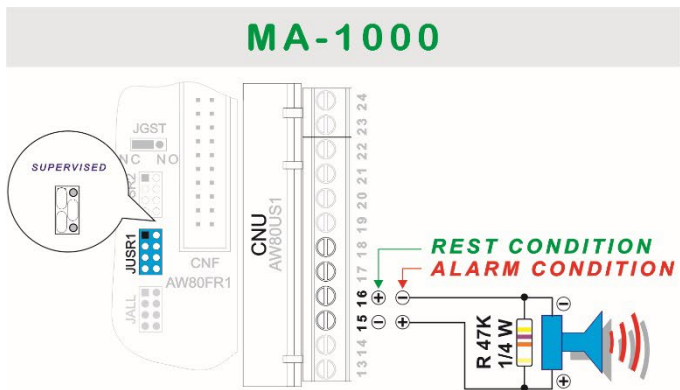 MA-1000
JGST
NC NO
SUPERVISED
JUSR1
JALL
CNF
AW80FR1
CNU
AW80US1
24
23
22
21
20
19
18
17
16
15
14
13
REST CONDITION
ALARM CONDITION
+ −
− +
R 47K
1/4 W
−
+